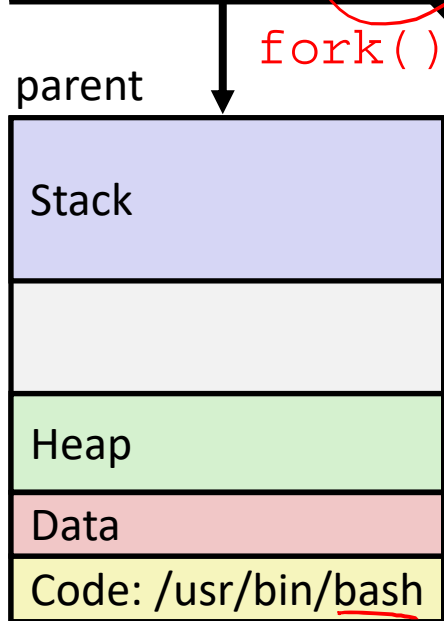 fork()
parent
Stack
Heap
Data
Code: /usr/bin/bash